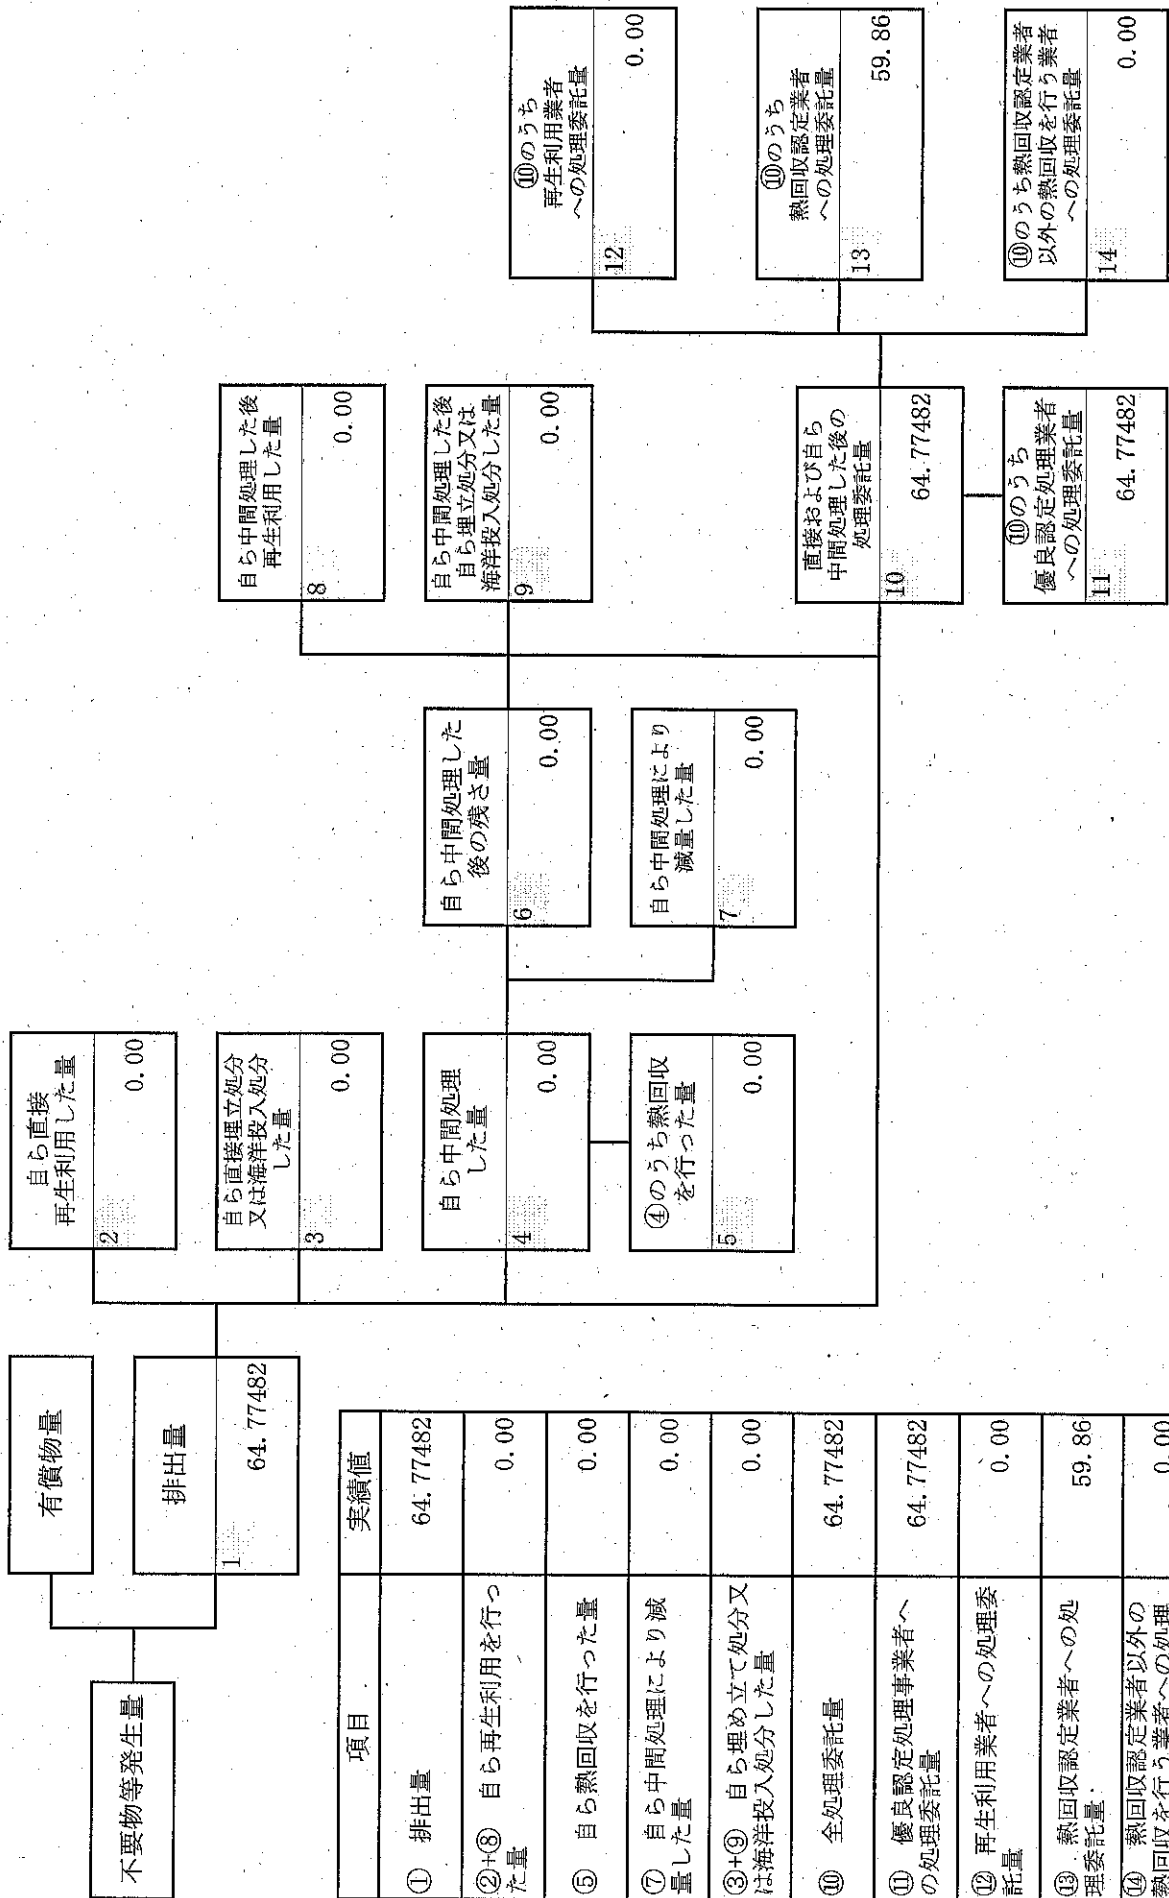 不要物等発生量
有償物量
排出量
1
64.77482
自ら直接
再生利用した量
2
0.00
自ら直接埋立処分
又は海洋投入処分
した量
3
0.00
自ら中間処理
した量
4
0.00
④のうち熱回収
を行った量
5
0.00
自ら中間処理した
後の残さ量
6
0.00
自ら中間処理により
減量した量
7
0.00
自ら中間処理した後
再生利用した量
8
0.00
自ら中間処理した後
自ら埋立処分又は
海洋投入処分した量
9
0.00
直接および自ら
中間処理した後の
処理委託量
10
64.77482
⑩のうち
優良認定処理業者
への処理委託量
11
64.77482
⑩のうち
再生利用業者
への処理委託量
12
0.00
⑩のうち
熱回収認定業者
への処理委託量
13
59.86
⑩のうち熱回収認定業者
以外の熱回収を行う業者
への処理委託量
14
0.00
項目 実績値
① 排出量 64.77482
②+⑧ 自ら再生利用を行っ
た量 0.00
⑤ 自ら熱回収を行った量 0.00
⑦ 自ら中間処理により減
量した量 0.00
③+⑨ 自ら埋め立て処分又
は海洋投入処分した量 0.00
⑩ 全処理委託量 64.77482
⑪ 優良認定処理事業者へ
の処理委託量 64.77482
⑫ 再生利用業者への処理委
託量 0.00
⑬ 熱回収認定業者への処
理委託量 59.86
⑭ 熱回収認定業者以外の
熱回収を行う業者への処理 0.00